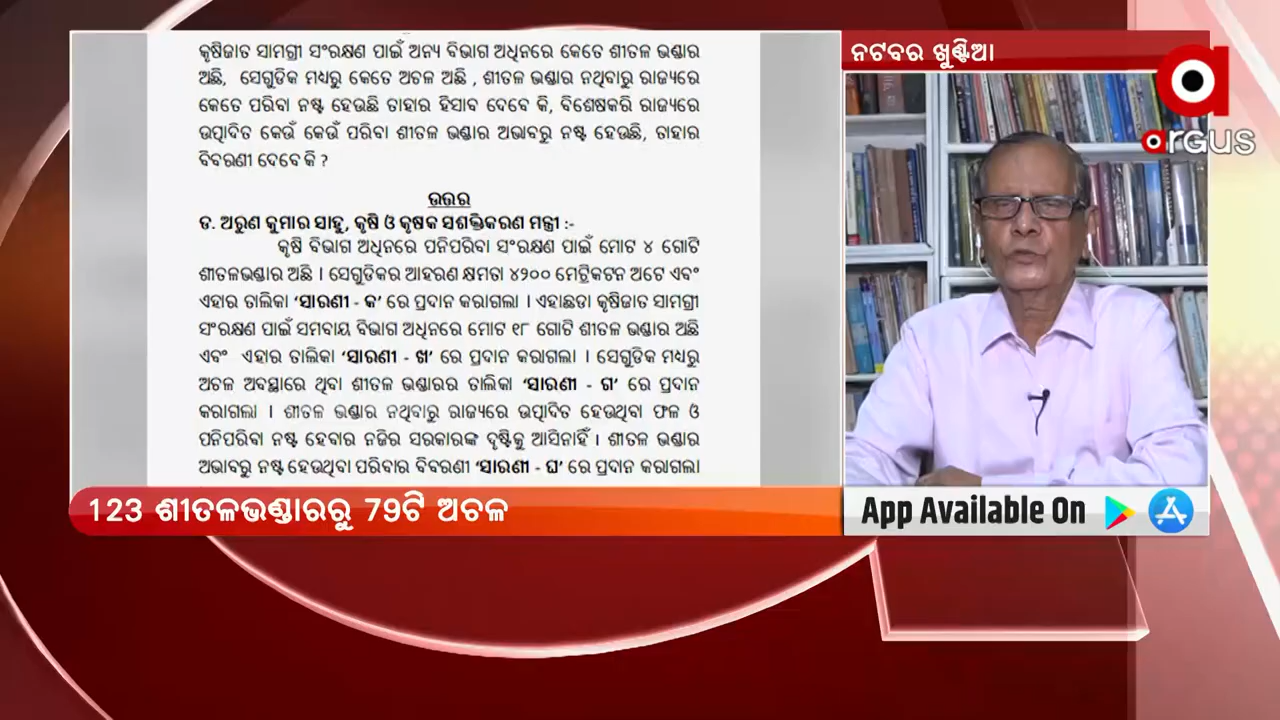 କୃଷିଜାତ ସାମଗ୍ରୀ ସଂରକ୍ଷଣ ପାଇଁ ଅନ୍ୟ ବିଭାଗ ଅଧିନରେ କେତେ ଶୀତଳ ଭଣ୍ଡାର
ଅଛି, ସେଗୁଡିକ ମଧ୍ୟରୁ କେତେ ଅଚଳ ଅଛି , ଶୀତଳ ଭଣ୍ଡାର ନଥିବାରୁ ରାଜ୍ୟରେ
କେତେ ପରିବା ନଷ୍ଟ ହେଉଛି ତାହାର ହିସାବ ଦେବେ କି, ବିଶେଷକରି ରାଜ୍ୟରେ
ଉତ୍ପାଦିତ କେଉଁ କେଉଁ ପରିବା ଶୀତଳ ଭଣ୍ଡାର ଅଭାବରୁ ନଷ୍ଟ ହେଉଛି, ତାହାର
ବିବରଣୀ ଦେବେ କି ?
ଉତ୍ତର
ଡ. ଅରୁଣ କୁମାର ସାହୁ, କୃଷି ଓ କୃଷକ ସଶକ୍ତିକରଣ ମନ୍ତ୍ରୀ :-
କୃଷି ବିଭାଗ ଅଧିନରେ ପନିପରିବା ସଂରକ୍ଷଣ ପାଇଁ ମୋଟ ୪ ଗୋଟି
ଶୀତଳଭଣ୍ଡାର ଅଛି । ସେଗୁଡିକର ଆହରଣ କ୍ଷମତା ୪୨୦୦ ମେଟ୍ରିକଟନ ଅଟେ ଏବଂ
ଏହାର ତାଲିକା ‘ସାରଣୀ - କ’ ରେ ପ୍ରଦାନ କରାଗଲା । ଏହାଛଡା କୃଷିଜାତ ସାମଗ୍ରୀ
ସଂରକ୍ଷଣ ପାଇଁ ସମବାୟ ବିଭାଗ ଅଧିନରେ ମୋଟ ୧୮ ଗୋଟି ଶୀତଳ ଭଣ୍ଡାର ଅଛି
ଏବଂ ଏହାର ତାଲିକା ‘ସାରଣୀ - ଖ’ ରେ ପ୍ରଦାନ କରାଗଲା । ସେଗୁଡିକ ମଧ୍ୟରୁ
ଅଚଳ ଅବସ୍ଥାରେ ଥିବା ଶୀତଳ ଭଣ୍ଡାରର ତାଲିକା ‘ସାରଣୀ - ଗ’ ରେ ପ୍ରଦାନ
କରାଗଲା । ଶୀତଳ ଭଣ୍ଡାର ନଥିବାରୁ ରାଜ୍ୟରେ ଉତ୍ପାଦିତ ହେଉଥିବା ଫଳ ଓ
ପନିପରିବା ନଷ୍ଟ ହେବାର ନଜିର ସରକାରଙ୍କ ଦୃଷ୍ଟିକୁ ଆସିନାହିଁ । ଶୀତଳ ଭଣ୍ଡାର
ଅଭାବରୁ ନଷ୍ଟ ହେଉଥିବା ପରିବାର ବିବରଣୀ ‘ସାରଣୀ - ଘ’ ରେ ପ୍ରଦାନ କରାଗଲା
123 ଶୀତଳଭଣ୍ଡାରରୁ 79ଟି ଅଚଳ
ନଟବର ଖୁଣ୍ଟିଆ
argus
App Available On